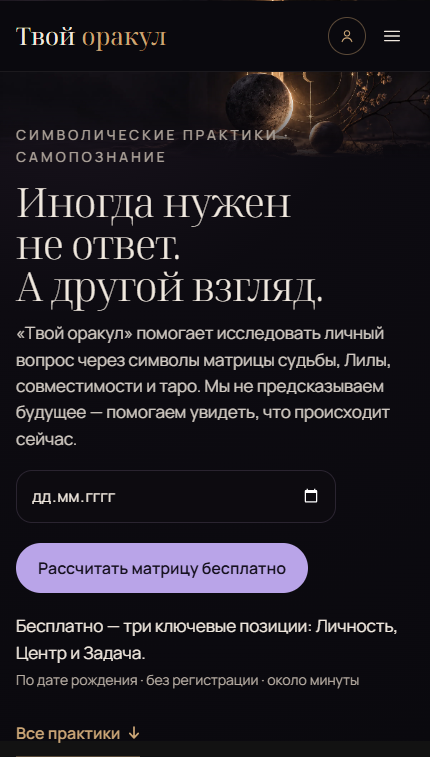 Твой оракул
СИМВОЛИЧЕСКИЕ ПРАКТИКИ ·
САМОПОЗНАНИЕ
Иногда нужен
не ответ.
А другой взгляд.
«Твой оракул» помогает исследовать личный
вопрос через символы матрицы судьбы, Лилы,
совместимости и таро. Мы не предсказываем
будущее — помогаем увидеть, что происходит
сейчас.
дд.мм.гггг
Рассчитать матрицу бесплатно
Бесплатно — три ключевые позиции: Личность,
Центр и Задача.
По дате рождения · без регистрации · около минуты
Все практики ↓